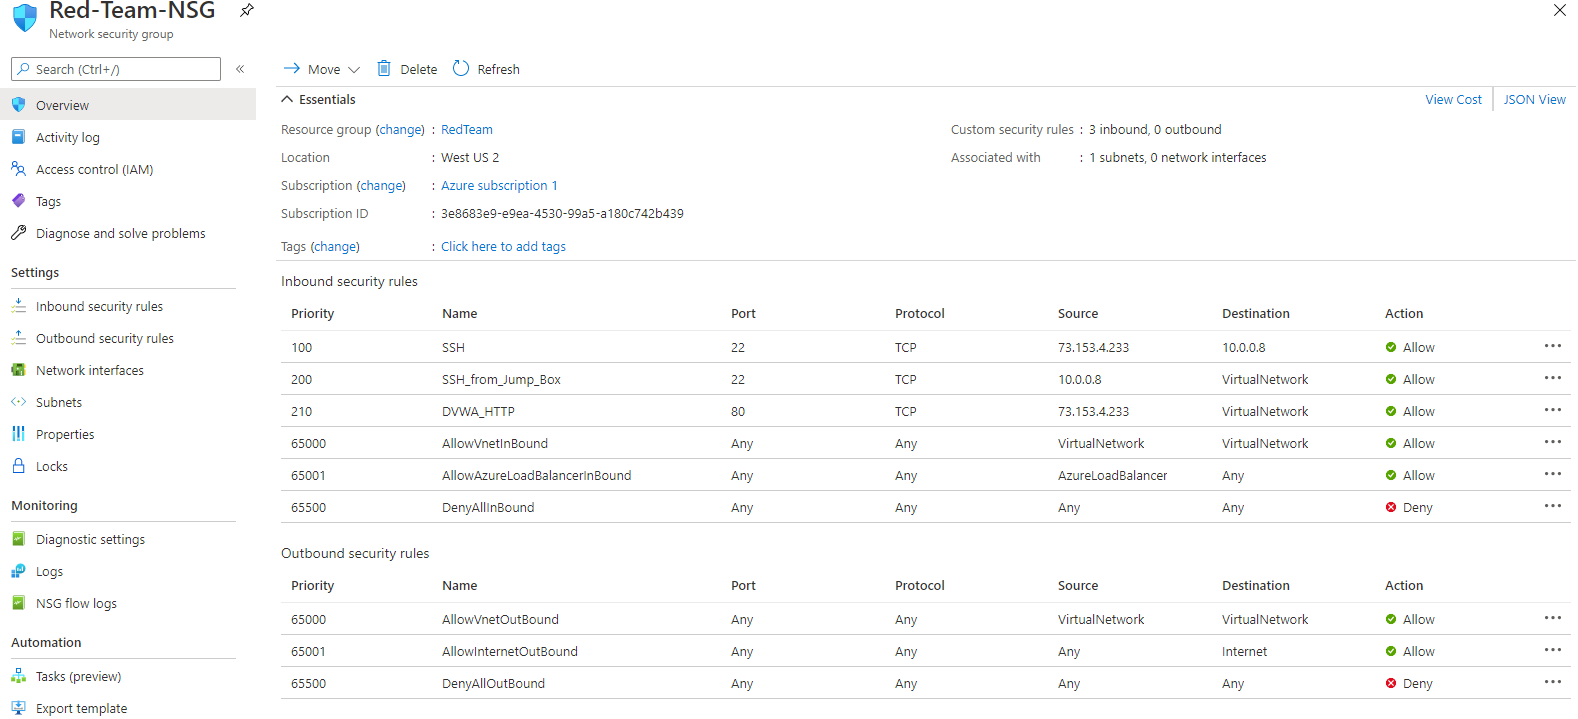 Red-Team-NSG
Network security group
Search (Ctrl+/)
«
Overview
Activity log
Access control (IAM)
Tags
Diagnose and solve problems
Settings
Inbound security rules
Outbound security rules
Network interfaces
Subnets
Properties
Locks
Monitoring
Diagnostic settings
Logs
NSG flow logs
Automation
Tasks (preview)
Export template
Move
Delete
Refresh
Essentials
View Cost
JSON View
Resource group (change) : RedTeam
Location : West US 2
Subscription (change) : Azure subscription 1
Subscription ID : 3e8683e9-e9ea-4530-99a5-a180c742b439
Tags (change) : Click here to add tags
Custom security rules : 3 inbound, 0 outbound
Associated with : 1 subnets, 0 network interfaces
Inbound security rules
Priority Name Port Protocol Source Destination Action
100 SSH 22 TCP 73.153.4.233 10.0.0.8 Allow
200 SSH_from_Jump_Box 22 TCP 10.0.0.8 VirtualNetwork Allow
210 DVWA_HTTP 80 TCP 73.153.4.233 VirtualNetwork Allow
65000 AllowVnetInBound Any Any VirtualNetwork VirtualNetwork Allow
65001 AllowAzureLoadBalancerInBound Any Any AzureLoadBalancer Any Allow
65500 DenyAllInBound Any Any Any Any Deny
Outbound security rules
Priority Name Port Protocol Source Destination Action
65000 AllowVnetOutBound Any Any VirtualNetwork VirtualNetwork Allow
65001 AllowInternetOutBound Any Any Any Internet Allow
65500 DenyAllOutBound Any Any Any Any Deny